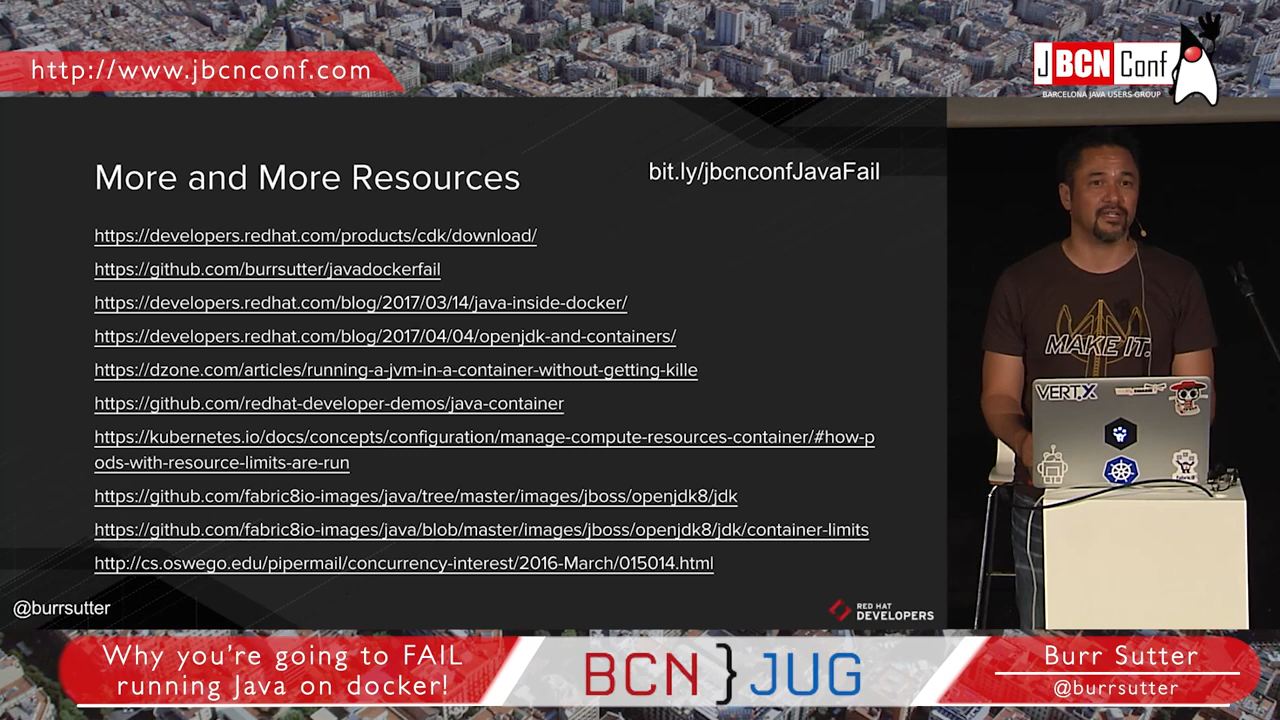 http://www.jbcnconf.com
JBCNConf
BARCELONA JAVA USERS GROUP
More and More Resources
bit.ly/jbcnconfJavaFail
https://developers.redhat.com/products/cdk/download/
https://github.com/burrsutter/javadockerfail
https://developers.redhat.com/blog/2017/03/14/java-inside-docker/
https://developers.redhat.com/blog/2017/04/04/openjdk-and-containers/
https://dzone.com/articles/running-a-jvm-in-a-container-without-getting-kille
https://github.com/redhat-developer-demos/java-container
https://kubernetes.io/docs/concepts/configuration/manage-compute-resources-container/#how-p
ods-with-resource-limits-are-run
https://github.com/fabric8io-images/java/tree/master/images/jboss/openjdk8/jdk
https://github.com/fabric8io-images/java/blob/master/images/jboss/openjdk8/jdk/container-limits
http://cs.oswego.edu/pipermail/concurrency-interest/2016-March/015014.html
@burrsutter
RED HAT
DEVELOPERS
MAKE IT.
VERT.X
Why you're going to FAIL
running Java on docker!
BCN}JUG
Burr Sutter
@burrsutter